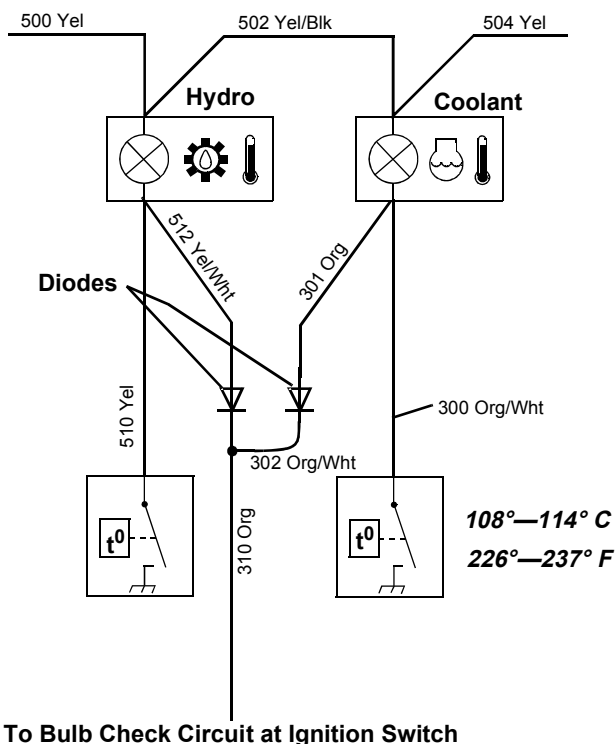 500 Yel
502 Yel/Blk
504 Yel
Hydro
Coolant
512 Yel/Wht
301 Org
Diodes
510 Yel
300 Org/Wht
302 Org/Wht
310 Org
t⁰
t⁰
108°—114° C
226°—237° F
To Bulb Check Circuit at Ignition Switch